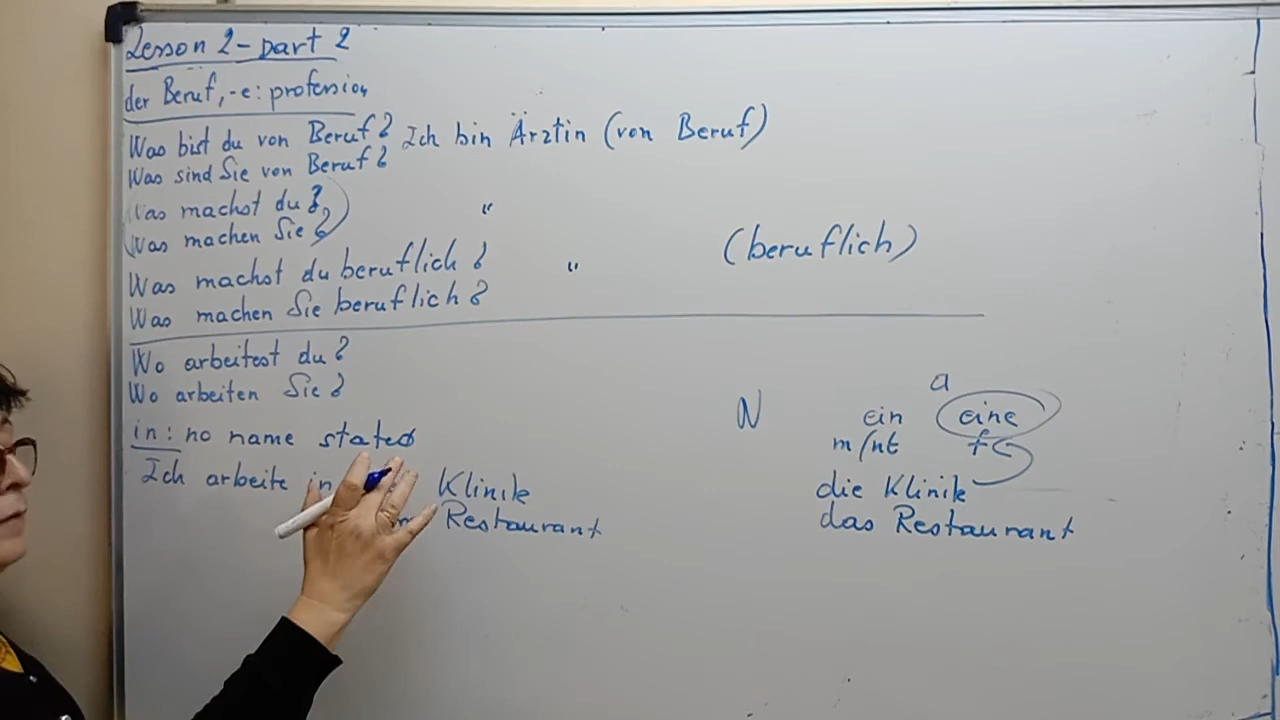 Lesson 2 - part 2
der Beruf, -e: profession
Was bist du von Beruf? Ich bin Ärztin (von Beruf)
Was sind Sie von Beruf?
Was machst du? "
Was machen Sie?
(beruflich)
Was machst du beruflich? "
Was machen Sie beruflich?
Wo arbeitest du?
Wo arbeiten Sie?
a
N ein eine
in: no name stated
m/nt f
Ich arbeite in Klinik
die Klinik
Restaurant
das Restaurant